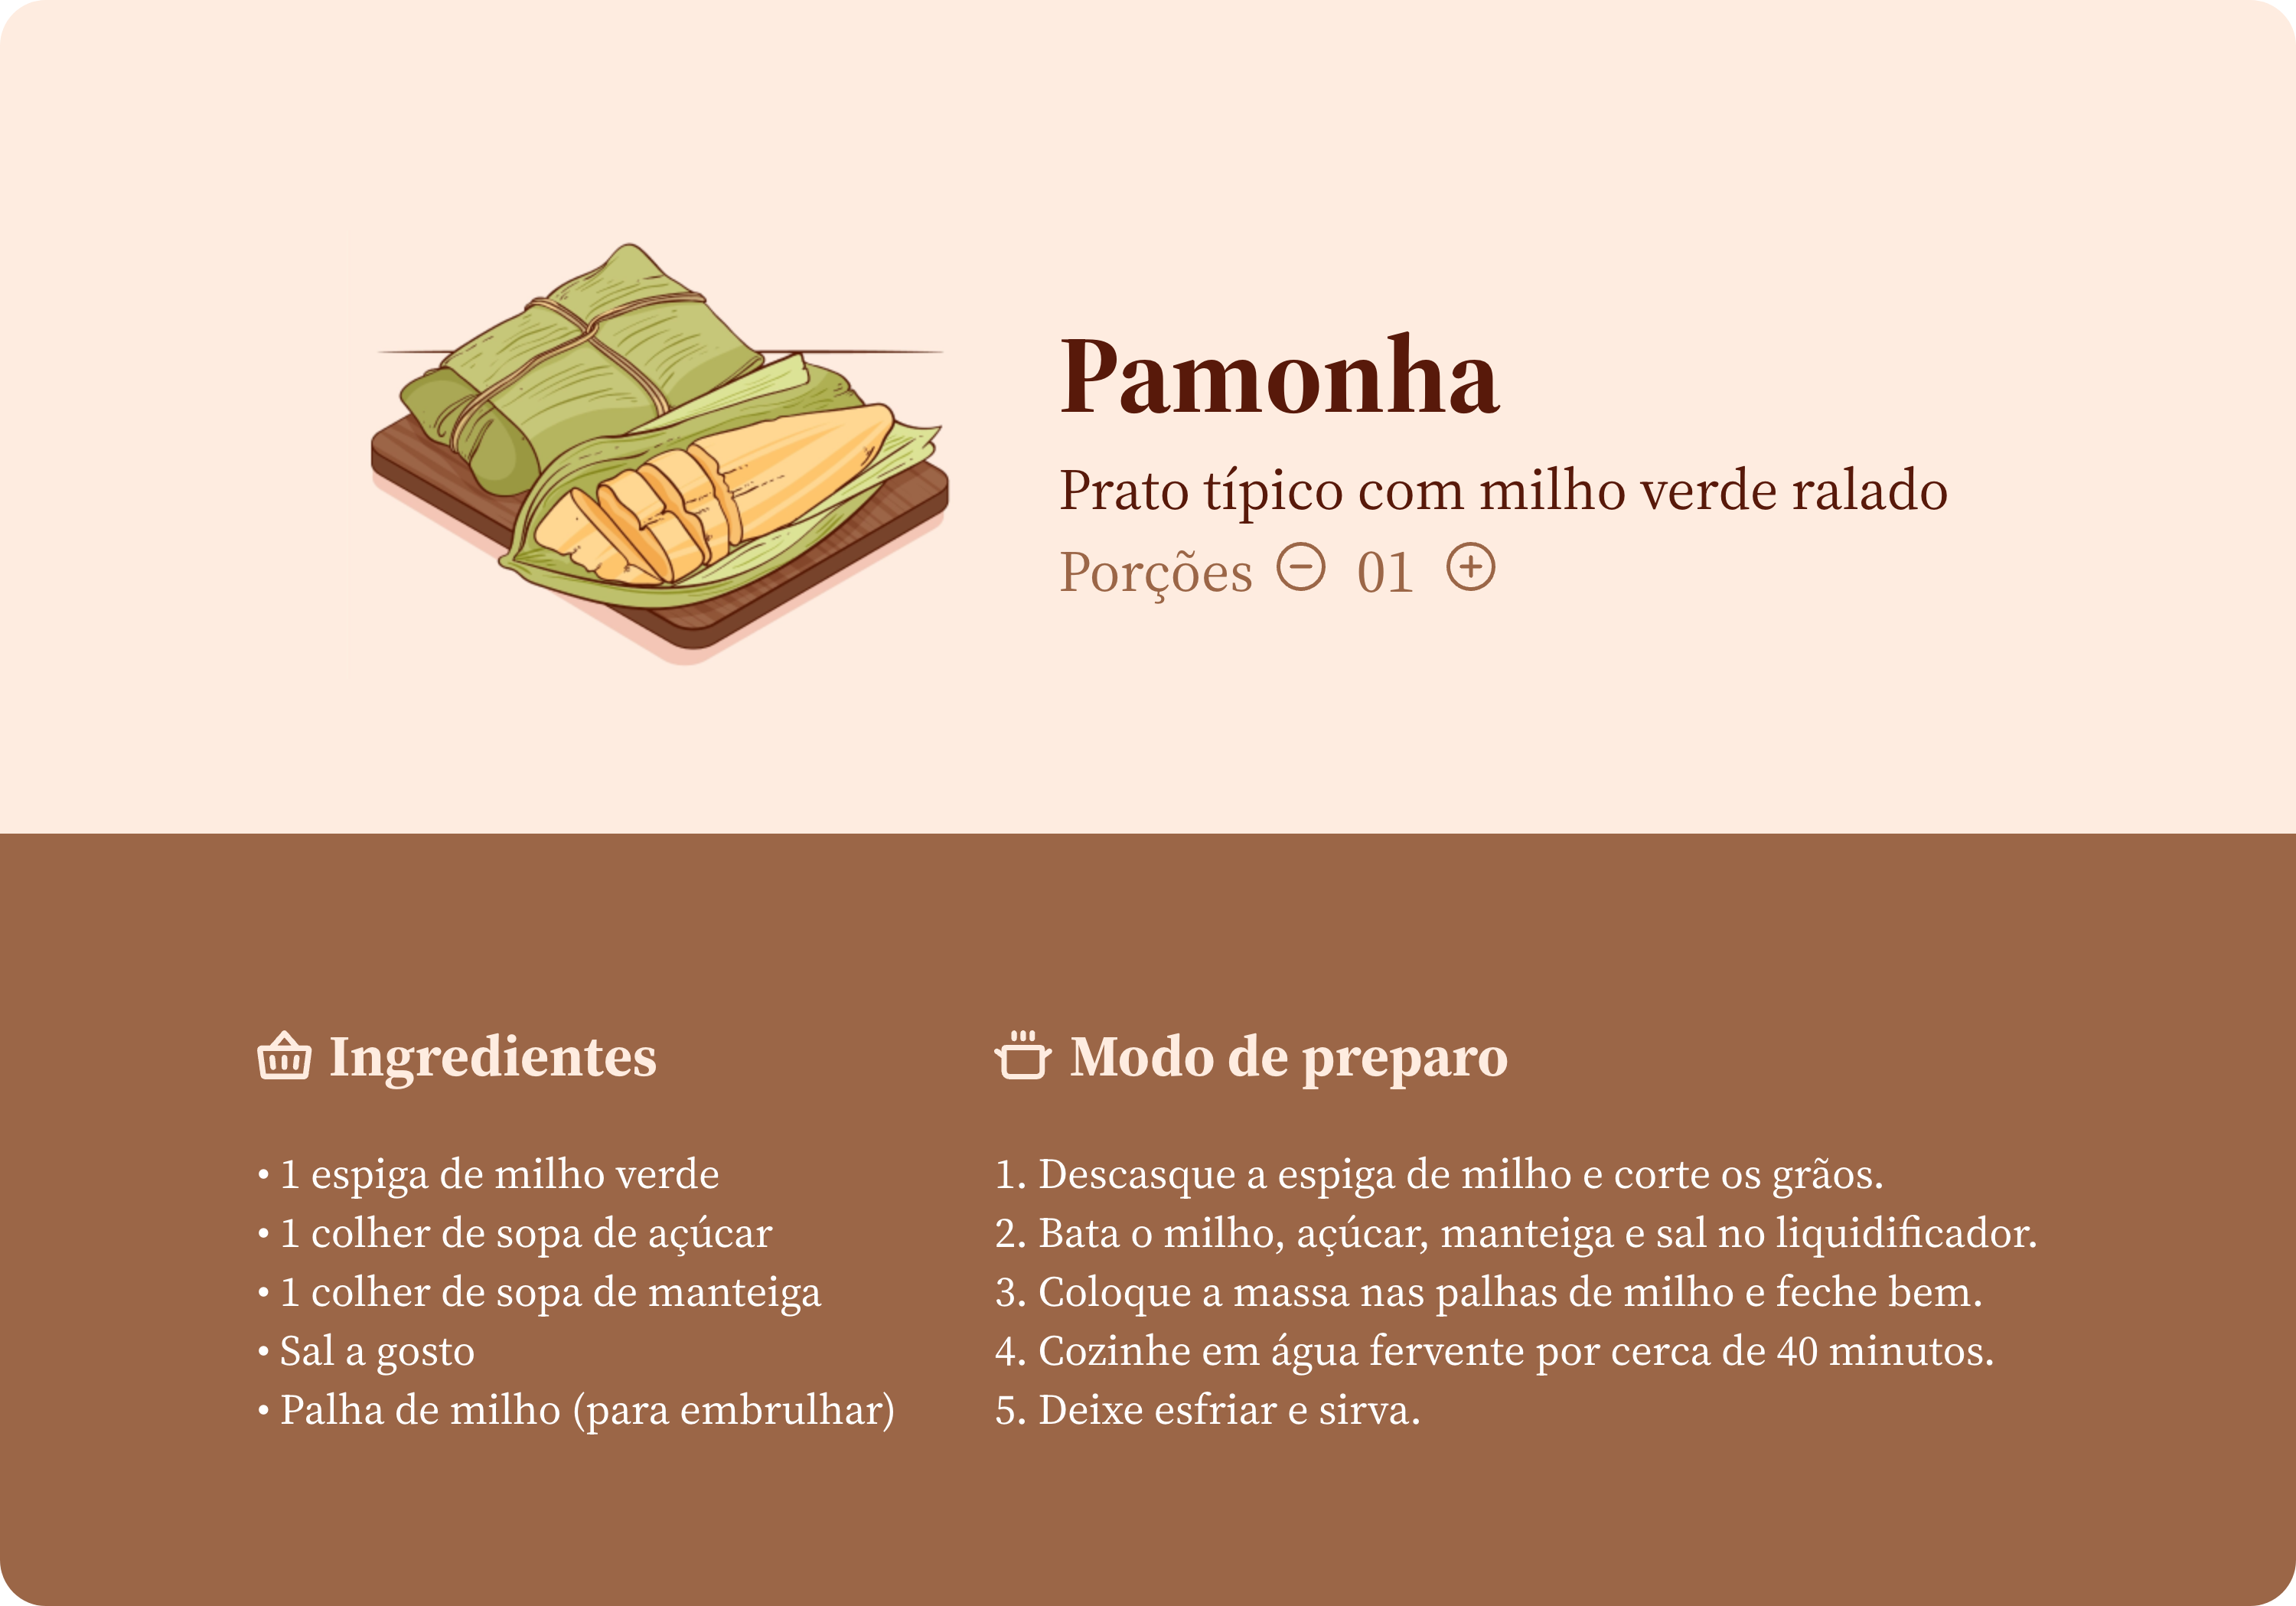 Pamonha
Prato típico com milho verde ralado
Porções 01
Ingredientes
• 1 espiga de milho verde
• 1 colher de sopa de açúcar
• 1 colher de sopa de manteiga
• Sal a gosto
• Palha de milho (para embrulhar)
Modo de preparo
1. Descasque a espiga de milho e corte os grãos.
2. Bata o milho, açúcar, manteiga e sal no liquidificador.
3. Coloque a massa nas palhas de milho e feche bem.
4. Cozinhe em água fervente por cerca de 40 minutos.
5. Deixe esfriar e sirva.